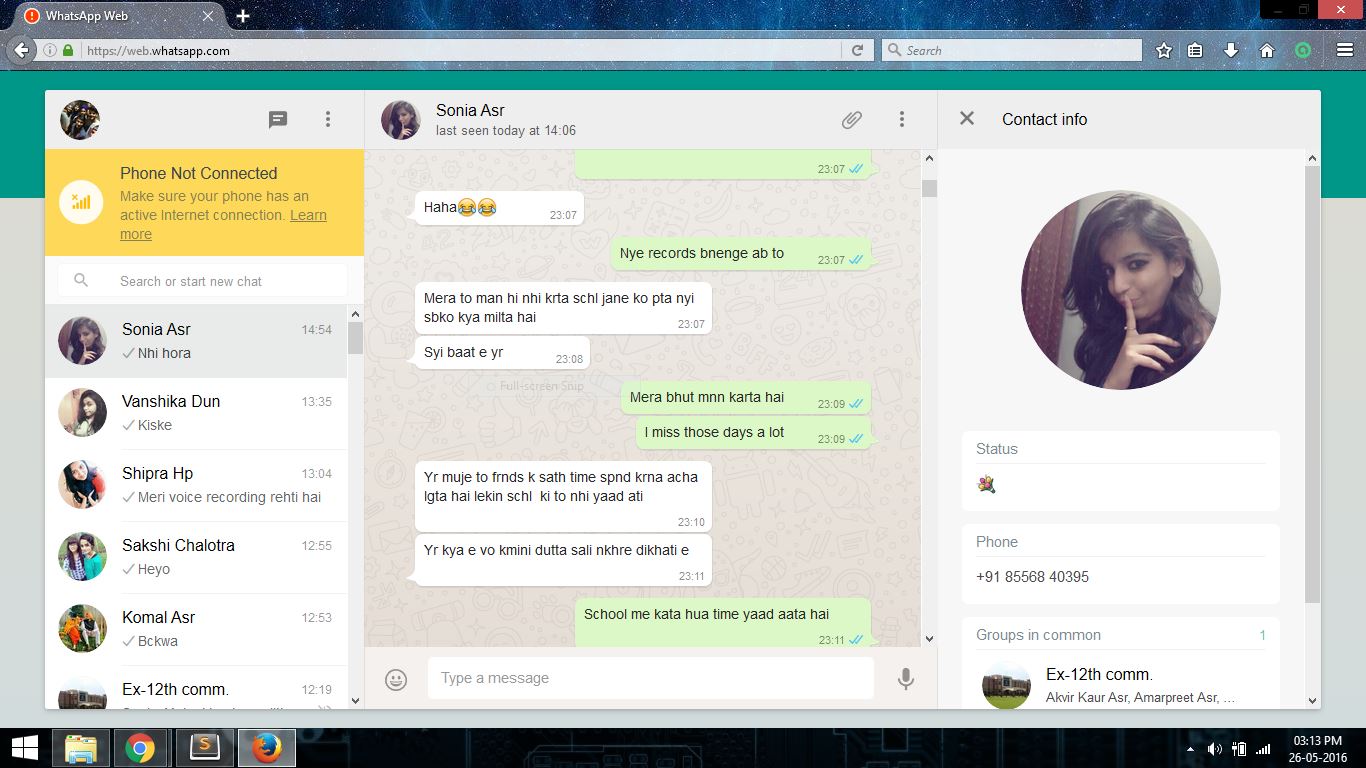 WhatsApp Web
https://web.whatsapp.com
Search
Phone Not Connected
Make sure your phone has an
active Internet connection. Learn
more
Search or start new chat
Sonia Asr 14:54
Nhi hora
Vanshika Dun 13:35
Kiske
Shipra Hp 13:04
Meri voice recording rehti hai
Sakshi Chalotra 12:55
Heyo
Komal Asr 12:53
Bckwa
Ex-12th comm. 12:19
Sonia Asr
last seen today at 14:06
23:07
Haha😂😂 23:07
Nye records bnenge ab to 23:07
Mera to man hi nhi krta schl jane ko pta nyi
sbko kya milta hai
23:07
Syi baat e yr 23:08
Full-screen Snip
Mera bhut mnn karta hai 23:09
I miss those days a lot 23:09
Yr muje to frnds k sath time spnd krna acha
lgta hai lekin schl  ki to nhi yaad ati
23:10
Yr kya e vo kmini dutta sali nkhre dikhati e
23:11
School me kata hua time yaad aata hai
23:11
Type a message
Contact info
Status
💐
Phone
+91 85568 40395
Groups in common 1
Ex-12th comm.
Akvir Kaur Asr, Amarpreet Asr, ...
03:13 PM
26-05-2016